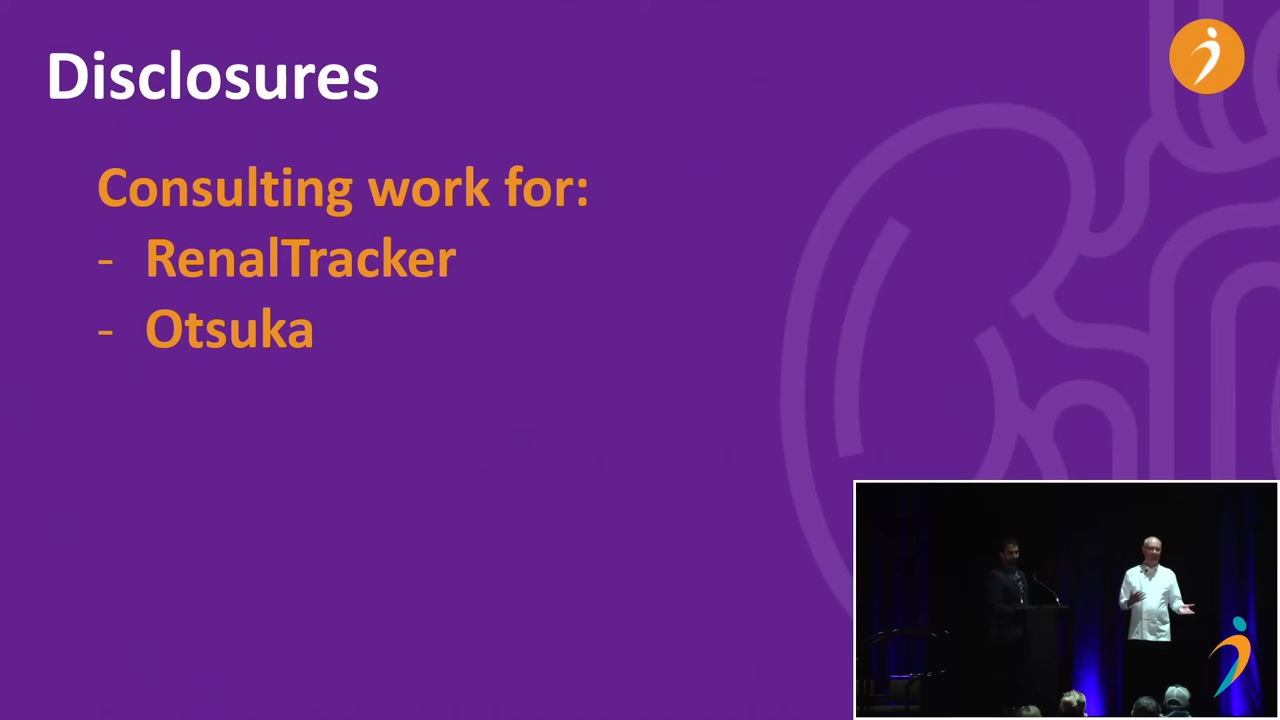 Disclosures
Consulting work for:
- RenalTracker
- Otsuka